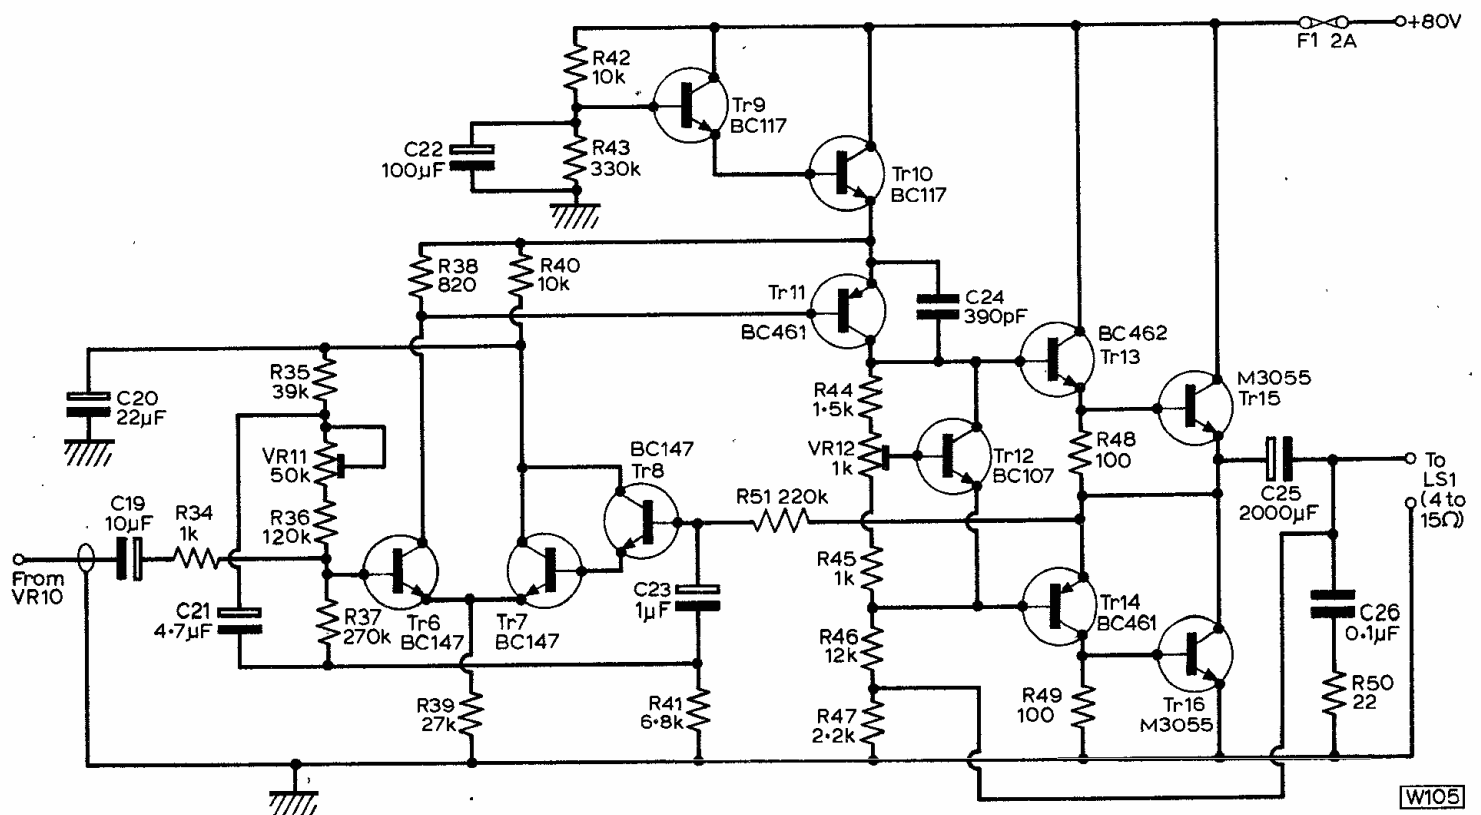 F1 2A
+80V
R42
10k
Tr9
BC117
C22
100µF
R43
330k
Tr10
BC117
R38
820
R40
10k
Tr11
BC461
C24
390pF
BC462
Tr13
R35
39k
C20
22µF
R44
1·5k
M3055
Tr15
VR11
50k
BC147
Tr8
VR12
1k
Tr12
BC107
R48
100
C19
10µF
R34
1k
R36
120k
R51 220k
C25
2000µF
To
LS1
(4 to
15Ω)
From
VR10
C21
4·7µF
R37
270k
Tr6
BC147
Tr7
BC147
C23
1µF
R45
1k
Tr14
BC461
C26
0·1µF
R46
12k
R39
27k
R41
6·8k
R47
2·2k
R49
100
Tr16
M3055
R50
22
W105